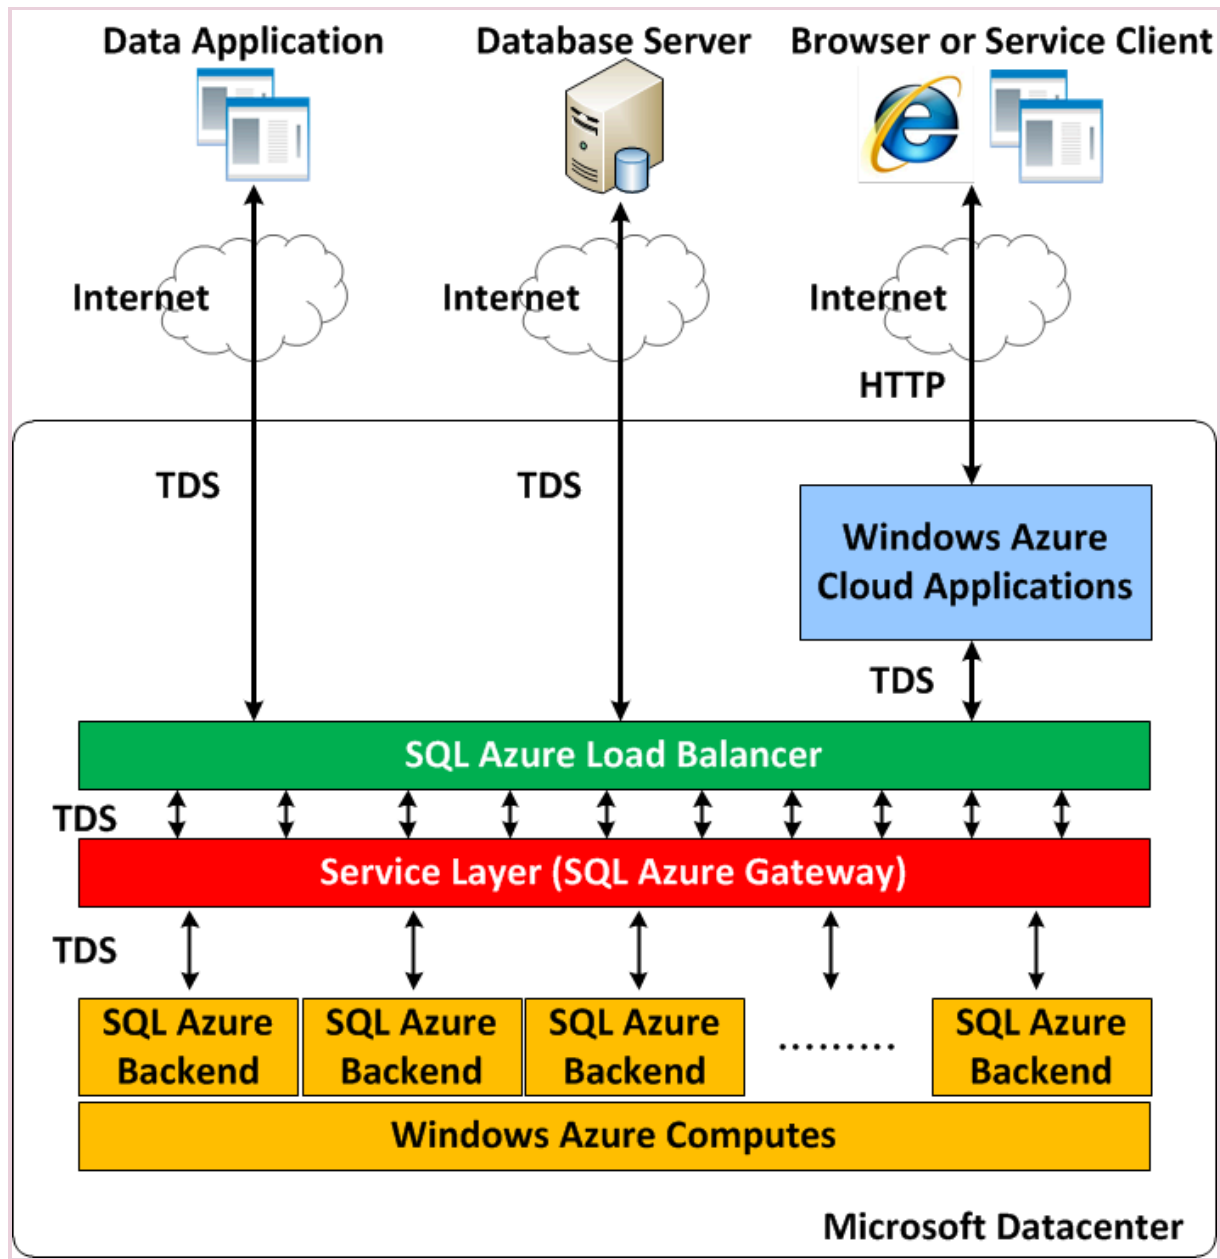 Data Application
Database Server
Browser or Service Client
Internet
Internet
Internet
HTTP
TDS
TDS
Windows Azure
Cloud Applications
TDS
SQL Azure Load Balancer
TDS
Service Layer (SQL Azure Gateway)
TDS
SQL Azure
Backend
SQL Azure
Backend
SQL Azure
Backend
.........
SQL Azure
Backend
Windows Azure Computes
Microsoft Datacenter